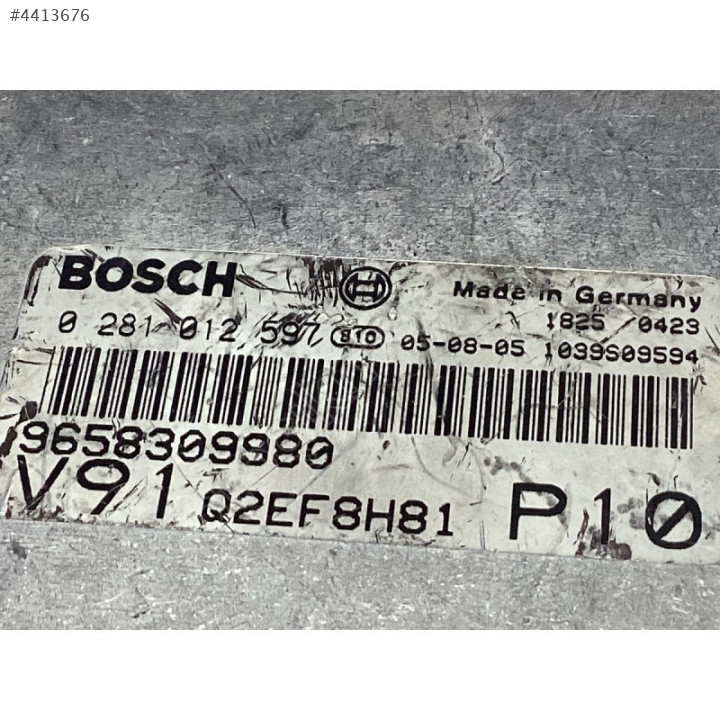 #4413676
BOSCH
Made in Germany
1825 0423
0 281 012 597 810 05-08-05 1039S09594
9658309980
V91 Q2EF8H81 P10